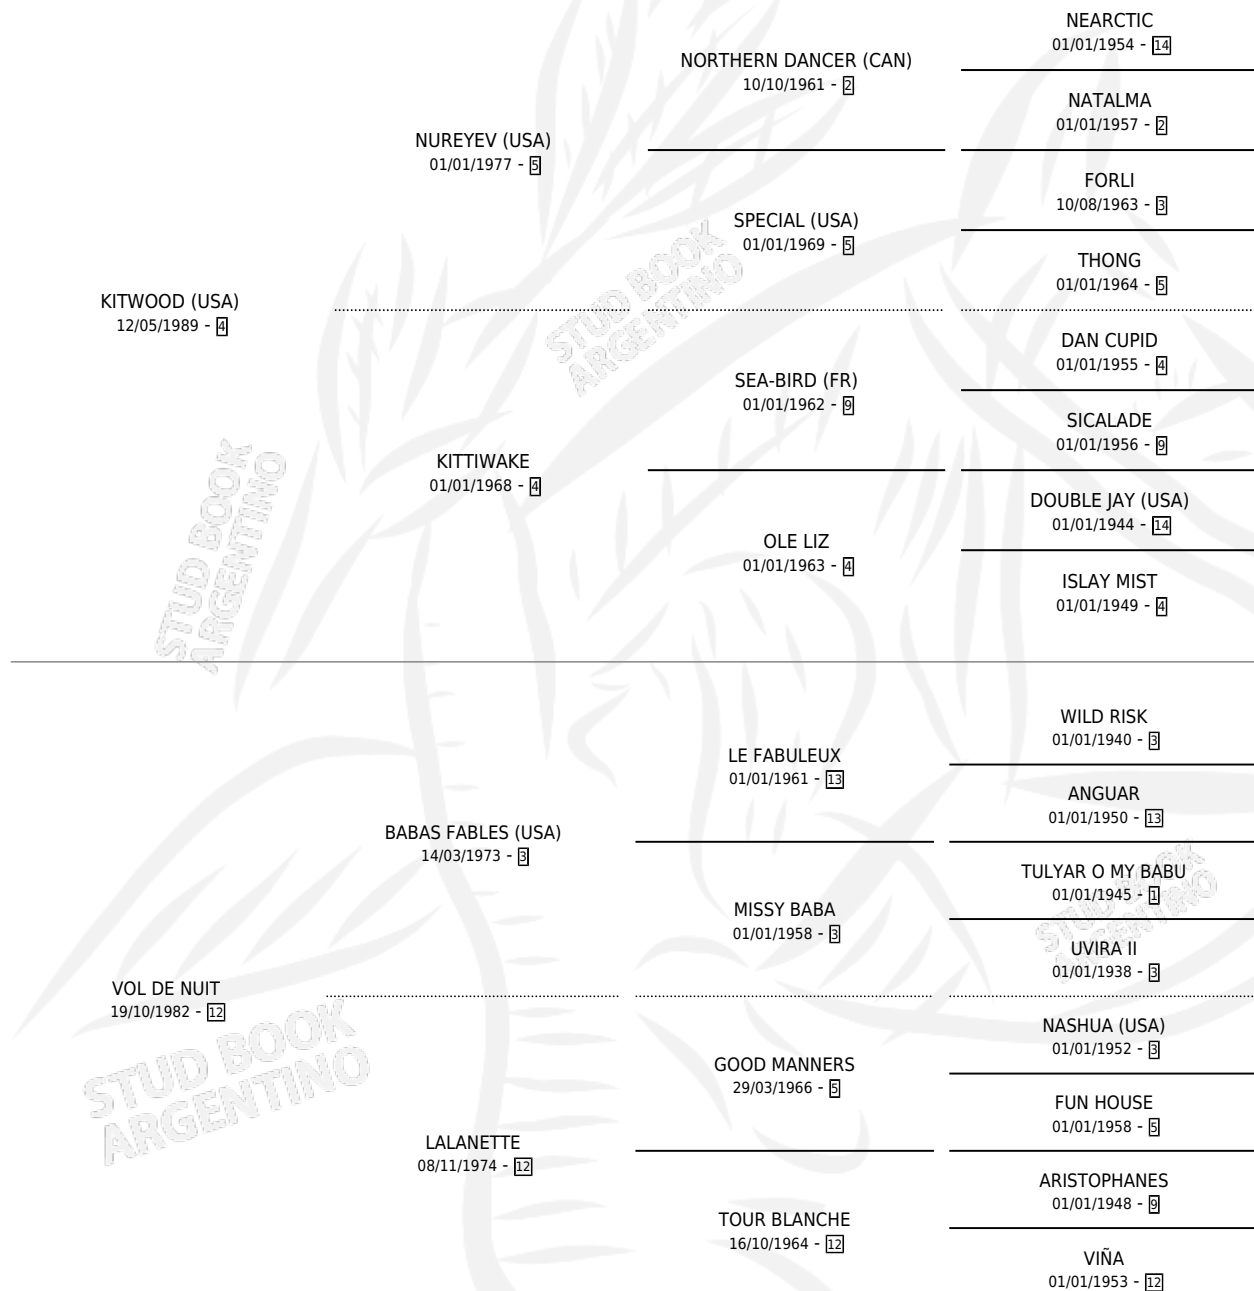 NEARCTIC
01/01/1954 - 14
NORTHERN DANCER (CAN)
10/10/1961 - 2
NATALMA
01/01/1957 - 2
NUREYEV (USA)
01/01/1977 - 5
FORLI
10/08/1963 - 3
SPECIAL (USA)
01/01/1969 - 5
THONG
01/01/1964 - 5
KITWOOD (USA)
12/05/1989 - 4
DAN CUPID
01/01/1955 - 4
SEA-BIRD (FR)
01/01/1962 - 9
SICALADE
01/01/1956 - 9
KITTIWAKE
01/01/1968 - 4
DOUBLE JAY (USA)
01/01/1944 - 14
OLE LIZ
01/01/1963 - 4
ISLAY MIST
01/01/1949 - 4
WILD RISK
01/01/1940 - 3
LE FABULEUX
01/01/1961 - 13
ANGUAR
01/01/1950 - 13
BABAS FABLES (USA)
14/03/1973 - 3
TULYAR O MY BABU
01/01/1945 - 1
MISSY BABA
01/01/1958 - 3
UVIRA II
01/01/1938 - 3
VOL DE NUIT
19/10/1982 - 12
NASHUA (USA)
01/01/1952 - 3
GOOD MANNERS
29/03/1966 - 5
FUN HOUSE
01/01/1958 - 5
LALANETTE
08/11/1974 - 12
ARISTOPHANES
01/01/1948 - 9
TOUR BLANCHE
16/10/1964 - 12
VIÑA
01/01/1953 - 12
STUD BOOK
ARGENTINO
STUD BOOK
ARGENTINO
STUD BOOK
ARGENTINO
STUD BOOK
ARGENTINO